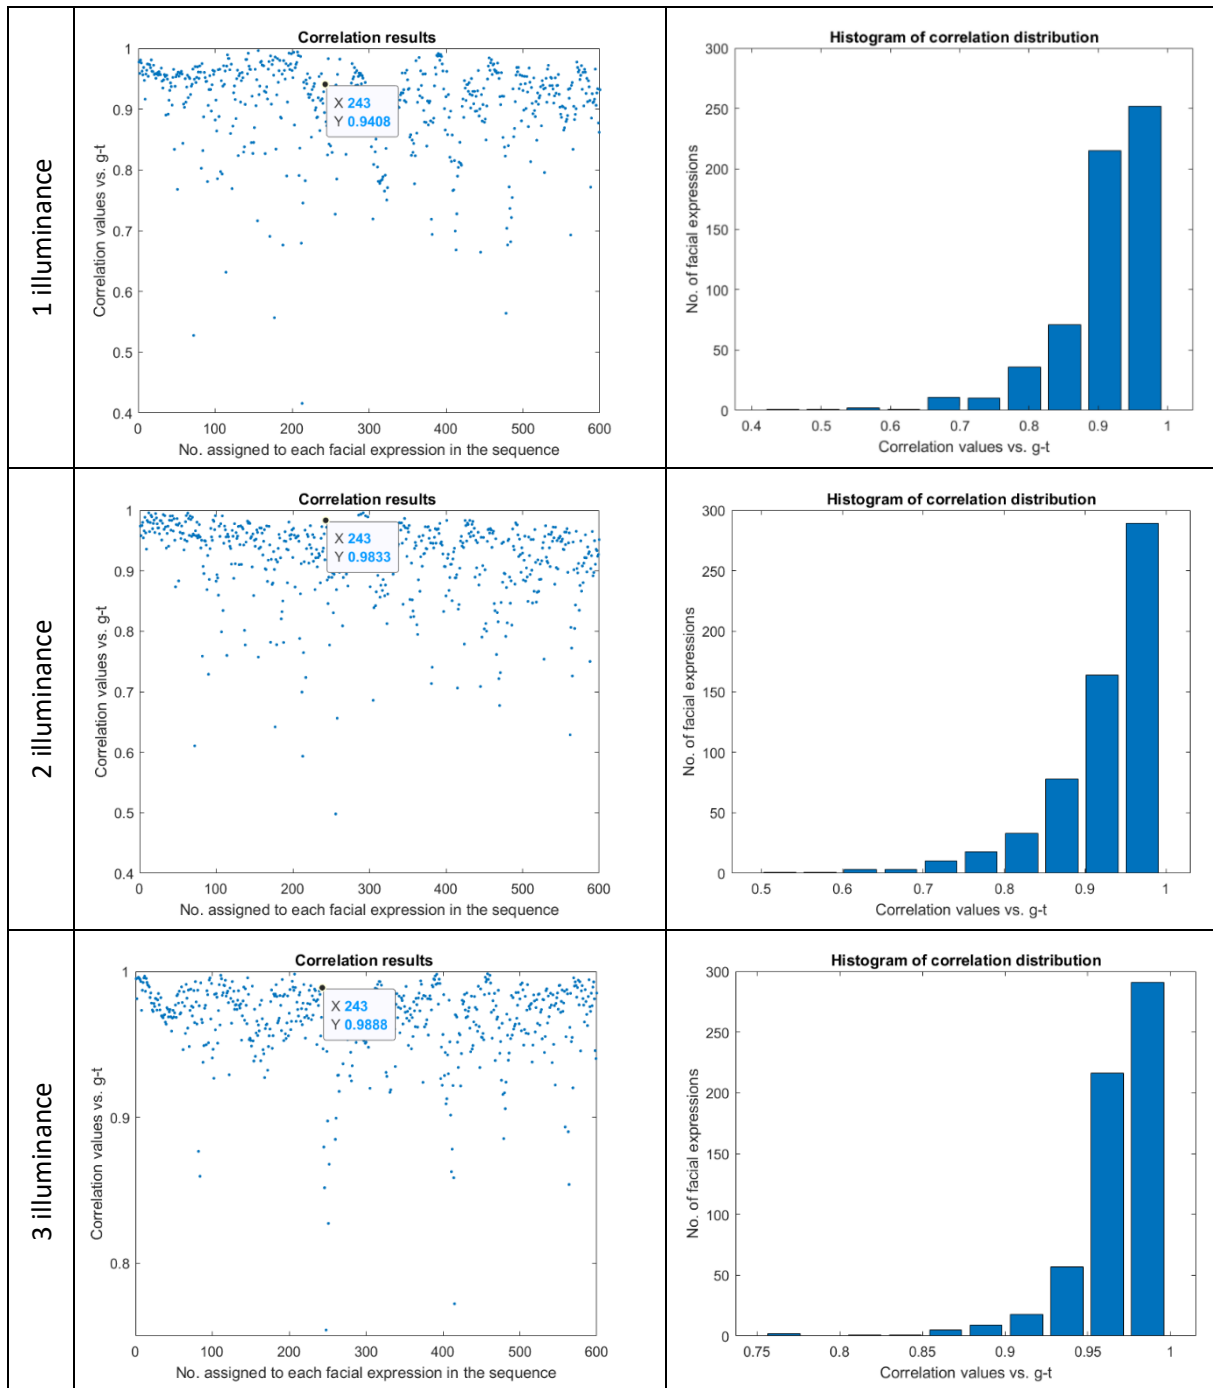 1 illuminance
Correlation results
Correlation values vs. g-t
1
0.9
0.8
0.7
0.6
0.5
0.4
X 243
Y 0.9408
0 100 200 300 400 500 600
No. assigned to each facial expression in the sequence
Histogram of correlation distribution
No. of facial expressions
300
250
200
150
100
50
0
0.4 0.5 0.6 0.7 0.8 0.9 1
Correlation values vs. g-t
2 illuminance
Correlation results
Correlation values vs. g-t
1
0.9
0.8
0.7
0.6
0.5
0.4
X 243
Y 0.9833
0 100 200 300 400 500 600
No. assigned to each facial expression in the sequence
Histogram of correlation distribution
No. of facial expressions
300
250
200
150
100
50
0
0.5 0.6 0.7 0.8 0.9 1
Correlation values vs. g-t
3 illuminance
Correlation results
Correlation values vs. g-t
1
0.9
0.8
X 243
Y 0.9888
0 100 200 300 400 500 600
No. assigned to each facial expression in the sequence
Histogram of correlation distribution
No. of facial expressions
300
250
200
150
100
50
0
0.75 0.8 0.85 0.9 0.95 1
Correlation values vs. g-t